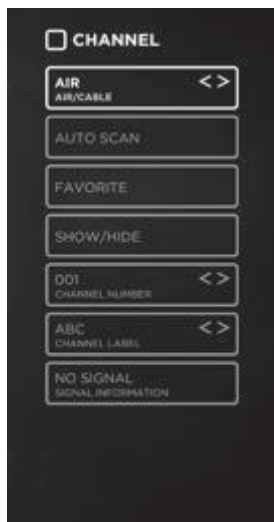 CHANNEL
AIR < >
AIR/CABLE
AUTO SCAN
FAVORITE
SHOW/HIDE
001 < >
CHANNEL NUMBER
ABC < >
CHANNEL LABEL
NO SIGNAL
SIGNAL INFORMATION